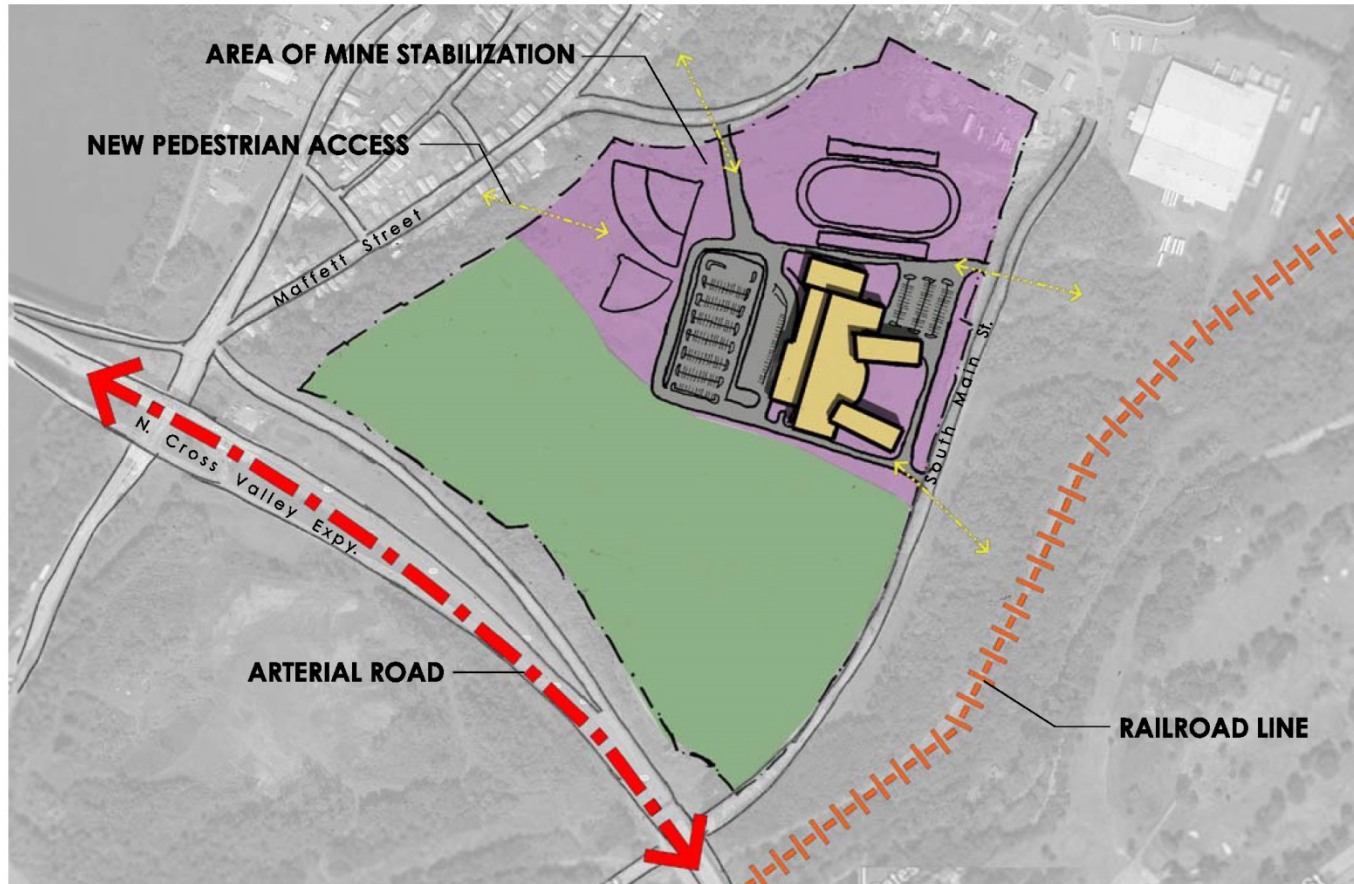 AREA OF MINE STABILIZATION
NEW PEDESTRIAN ACCESS
Maffett Street
N. Cross Valley Expy.
South Main St.
ARTERIAL ROAD
RAILROAD LINE